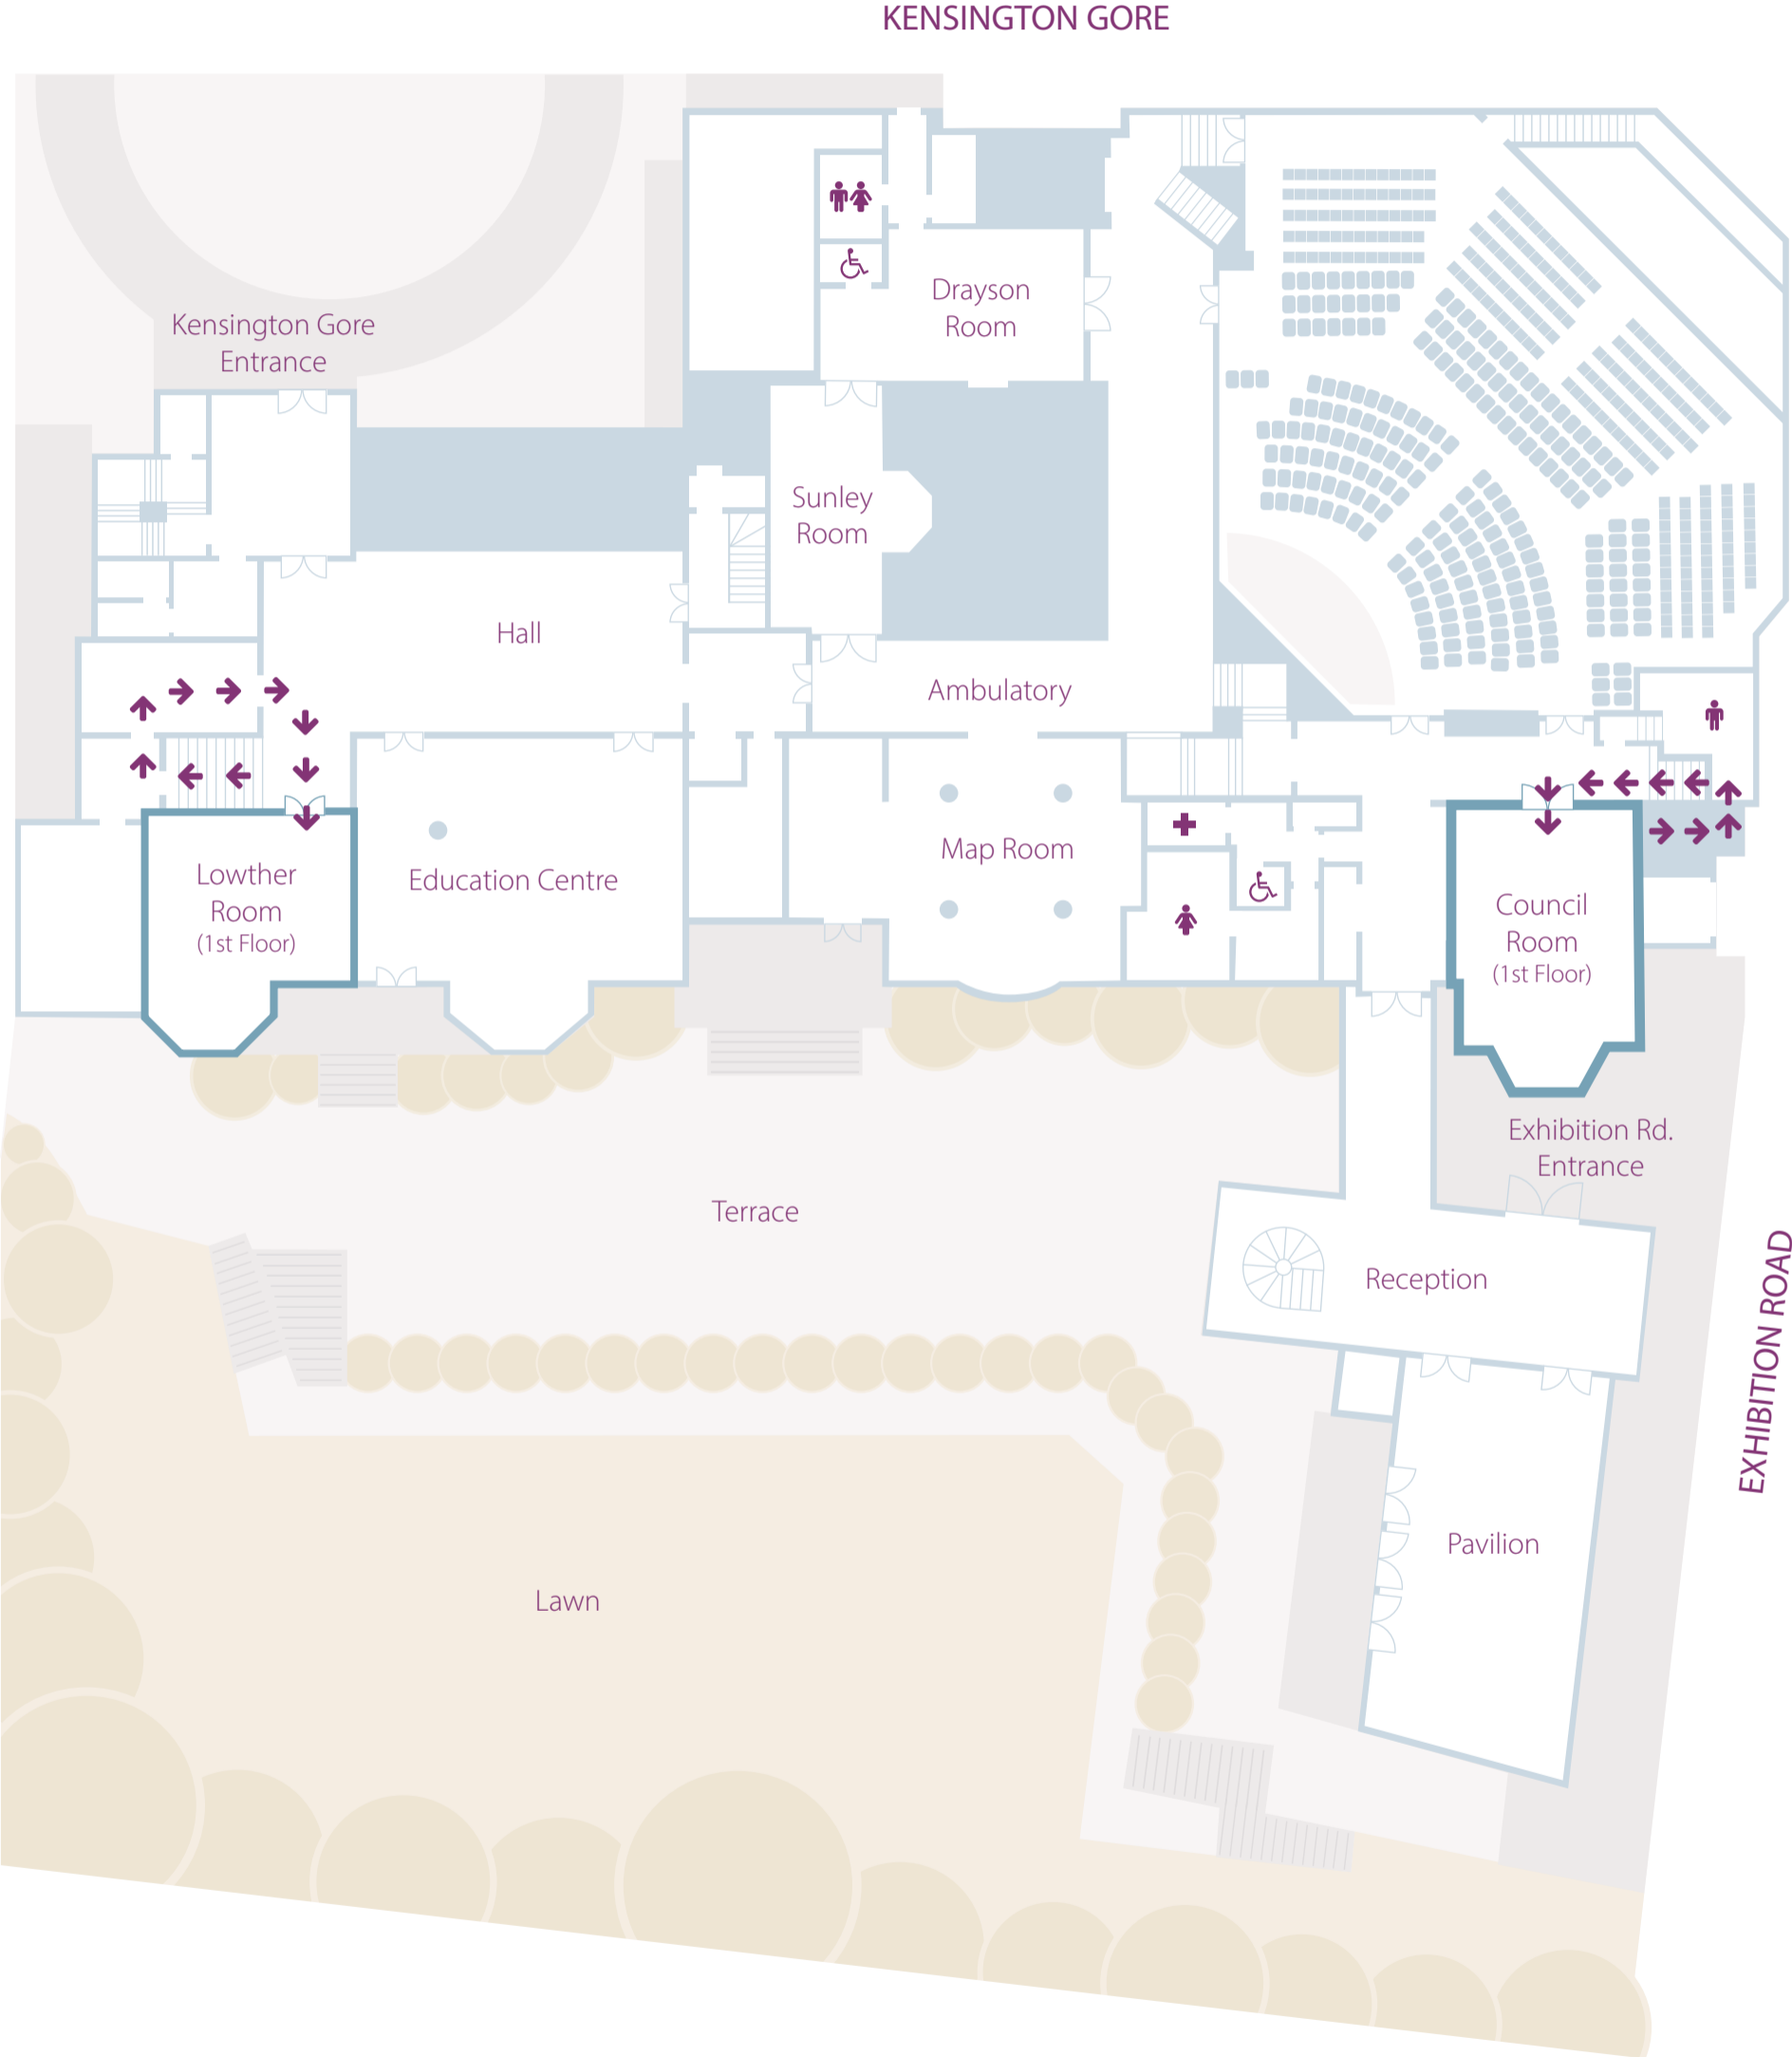 KENSINGTON GORE
Drayson
Room
Kensington Gore
Entrance
Sunley
Room
Hall
Ambulatory
Map Room
Lowther
Room
(1st Floor)
Education Centre
Council
Room
(1st Floor)
Exhibition Rd.
Entrance
Terrace
Reception
EXHIBITION ROAD
Pavilion
Lawn